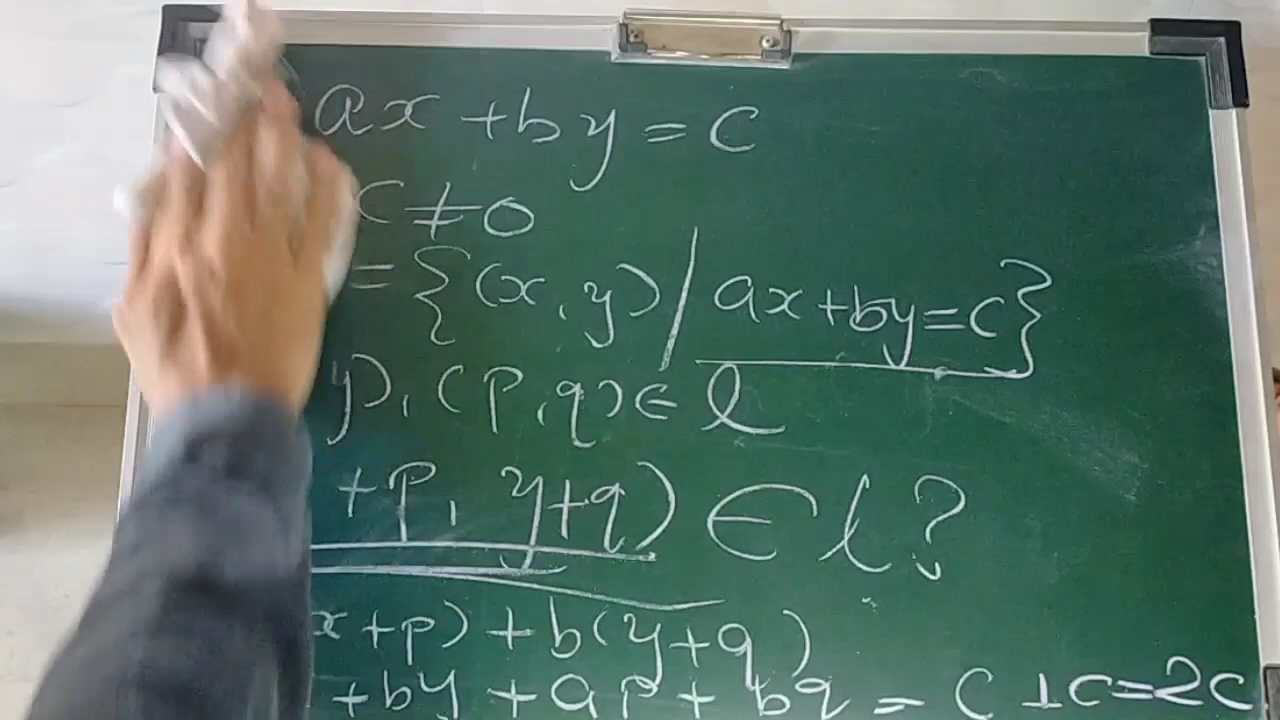 ax + by = c
c ≠ 0
= {(x, y) / ax + by = c}
y), (p, q) ∈ l
+ p, y + q) ∈ l ?
x + p) + b(y + q)
+ by + ap + bq = c + c = 2c